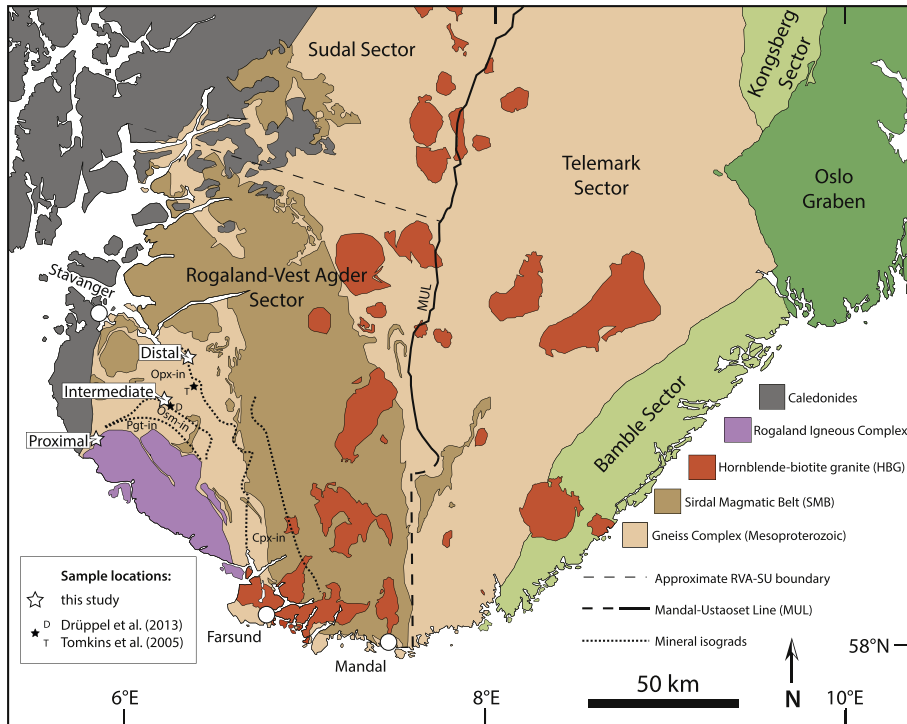 Sudal Sector
Kongsberg
Sector
Telemark
Sector
Oslo
Graben
Stavanger
Rogaland-Vest Agder
Sector
MUL
Distal
Opx-in
T
Intermediate
D
Osm-in
Pgt-in
Proximal
Bamble Sector
Cpx-in
Caledonides
Rogaland Igneous Complex
Hornblende-biotite granite (HBG)
Sirdal Magmatic Belt (SMB)
Gneiss Complex (Mesoproterozoic)
Approximate RVA-SU boundary
Mandal-Ustaoset Line (MUL)
Mineral isograds
Sample locations:
this study
D Drüppel et al. (2013)
T Tomkins et al. (2005)
Farsund
Mandal
58°N
50 km
N
6°E
8°E
10°E